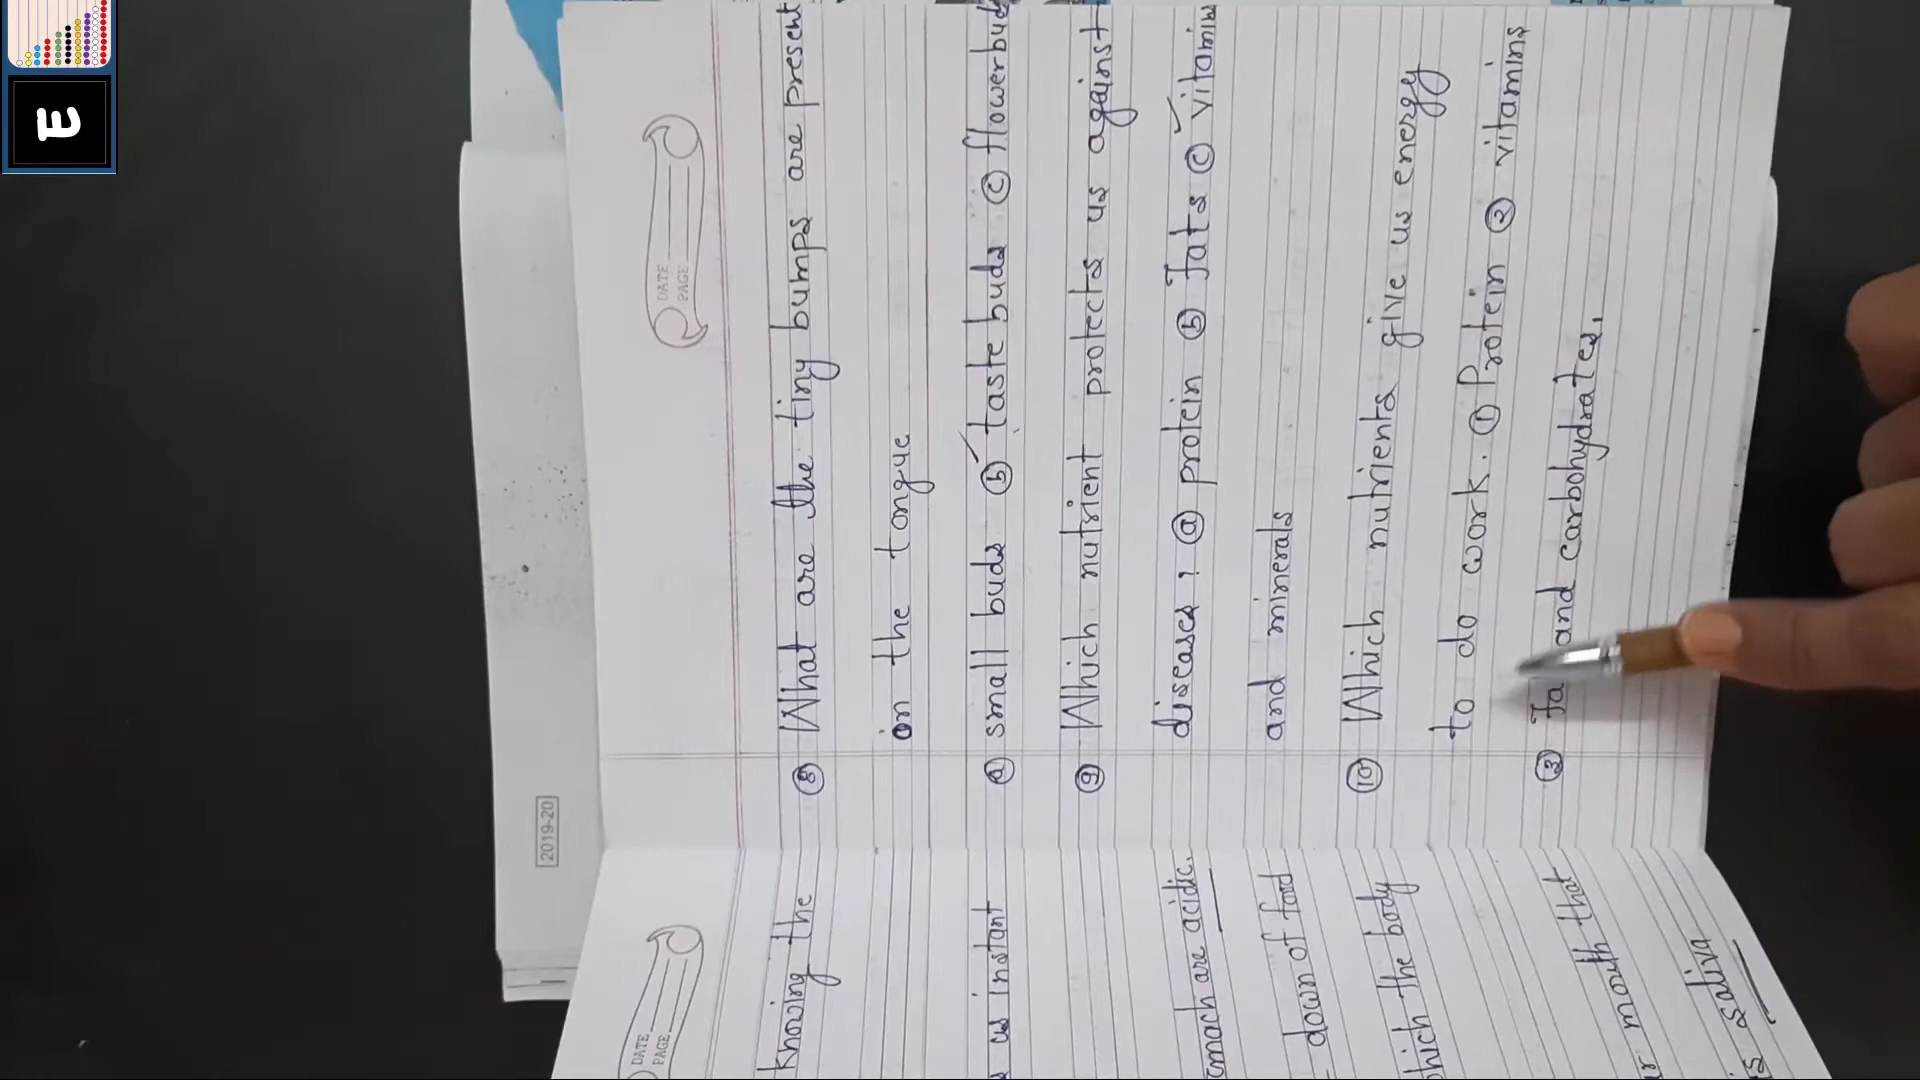 DATE
PAGE
⑧ What are the tiny bumps are present
on the tongue
ⓐ small buds ⓑ taste buds ⓒ flowerbuds
⑨ Which nutrient protects us against
diseases? ⓐ protein ⓑ Fats ⓒ vitamins
and minerals
⑩ Which nutrients give us energy
to do work. ① Protein ② vitamins
③ and carbohydrates.
2019-20
DATE
PAGE
knowing the
us instant
mach are acidic.
down of food
which the body
mouth that
is saliva